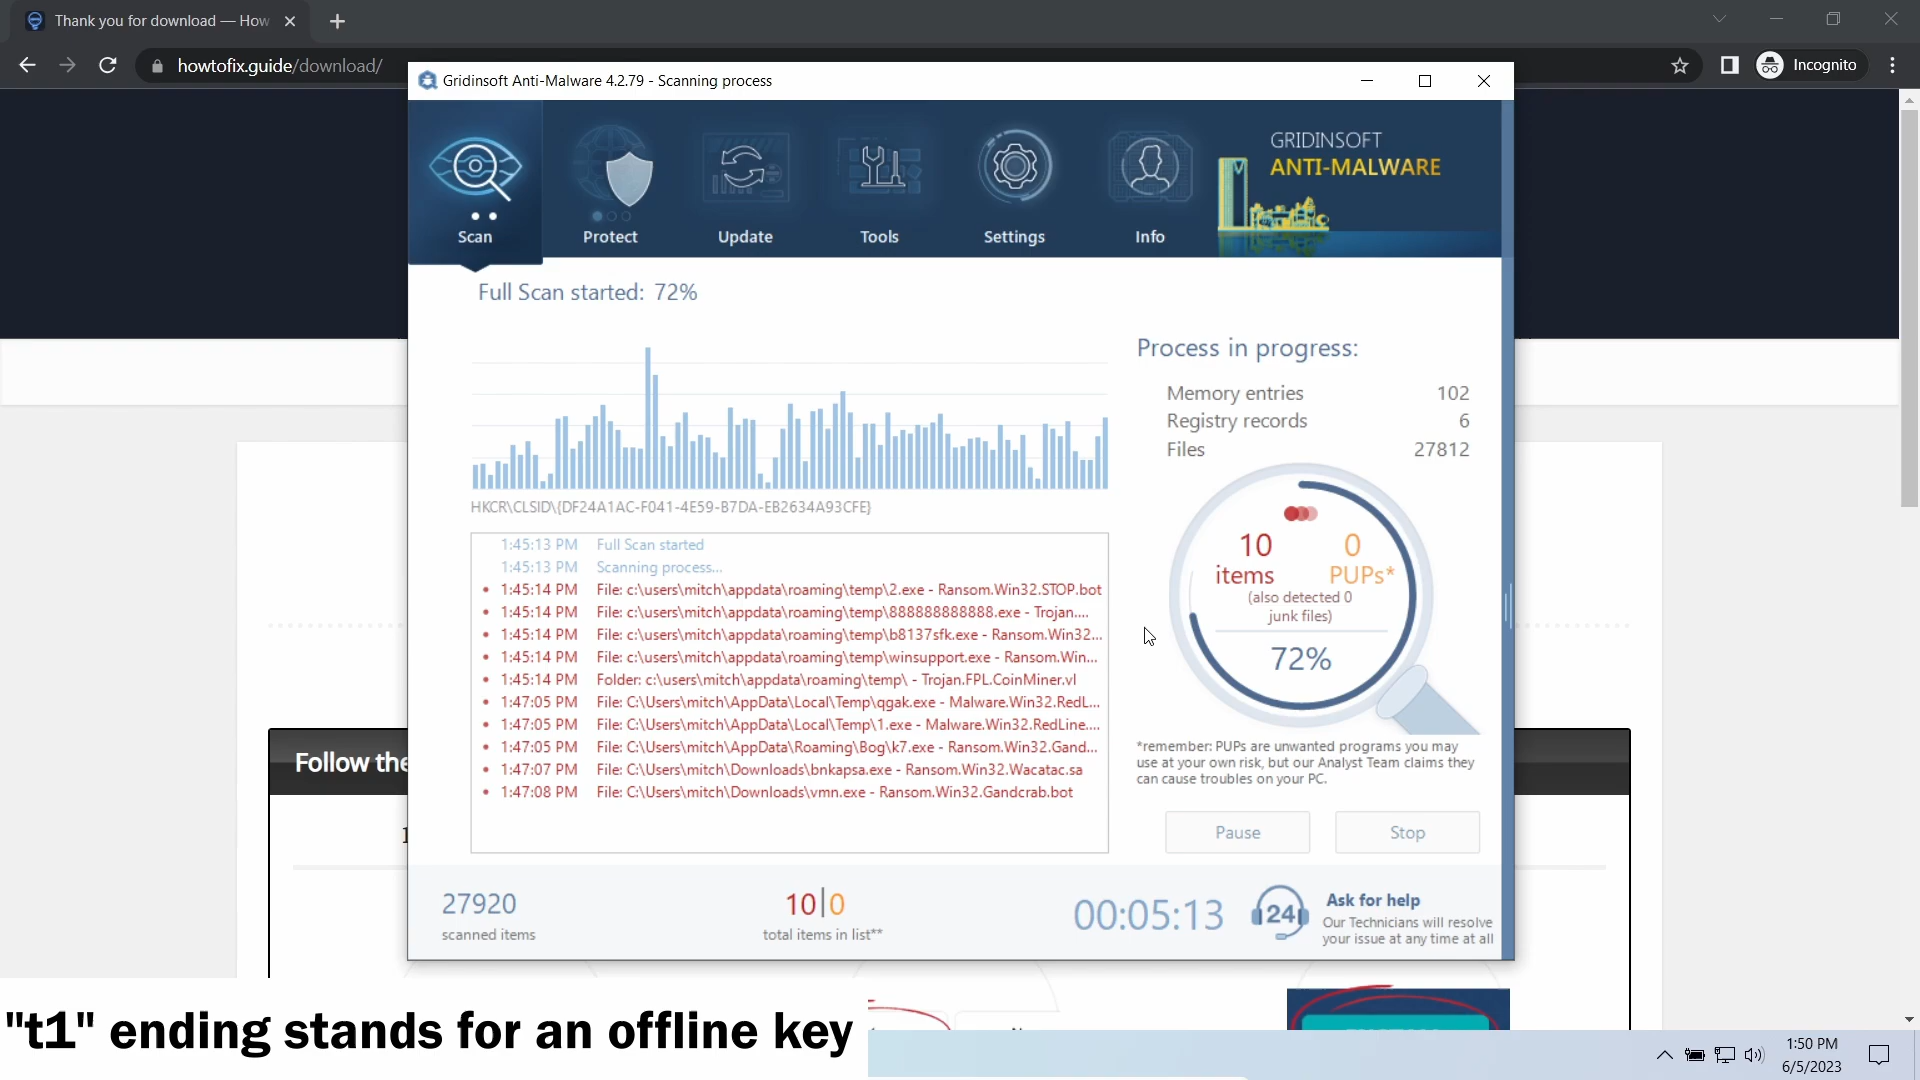 Thank you for download — How
howtofix.guide/download/
Incognito
Gridinsoft Anti-Malware 4.2.79 - Scanning process
Scan
Protect
Update
Tools
Settings
Info
GRIDINSOFT
ANTI-MALWARE
Full Scan started: 72%
Process in progress:
Memory entries 102
Registry records 6
Files 27812
HKCR\CLSID\{DF24A1AC-F041-4E59-B7DA-EB2634A93CFE}
1:45:13 PM Full Scan started
1:45:13 PM Scanning process...
• 1:45:14 PM File: c:\users\mitch\appdata\roaming\temp\2.exe - Ransom.Win32.STOP.bot
• 1:45:14 PM File: c:\users\mitch\appdata\roaming\temp\888888888888.exe - Trojan....
• 1:45:14 PM File: c:\users\mitch\appdata\roaming\temp\b8137sfk.exe - Ransom.Win32...
• 1:45:14 PM File: c:\users\mitch\appdata\roaming\temp\winsupport.exe - Ransom.Win...
• 1:45:14 PM Folder: c:\users\mitch\appdata\roaming\temp\ - Trojan.FPL.CoinMiner.vl
• 1:47:05 PM File: C:\Users\mitch\AppData\Local\Temp\qgak.exe - Malware.Win32.RedL...
• 1:47:05 PM File: C:\Users\mitch\AppData\Local\Temp\1.exe - Malware.Win32.RedLine....
• 1:47:05 PM File: C:\Users\mitch\AppData\Roaming\Bog\k7.exe - Ransom.Win32.Gand...
• 1:47:07 PM File: C:\Users\mitch\Downloads\bnkapsa.exe - Ransom.Win32.Wacatac.sa
• 1:47:08 PM File: C:\Users\mitch\Downloads\vmn.exe - Ransom.Win32.Gandcrab.bot
10 0
items PUPs*
(also detected 0
junk files)
72%
*remember: PUPs are unwanted programs you may
use at your own risk, but our Analyst Team claims they
can cause troubles on your PC.
Pause
Stop
Follow the
1
27920
scanned items
10|0
total items in list**
00:05:13
24
Ask for help
Our Technicians will resolve
your issue at any time at all
"t1" ending stands for an offline key
1:50 PM
6/5/2023